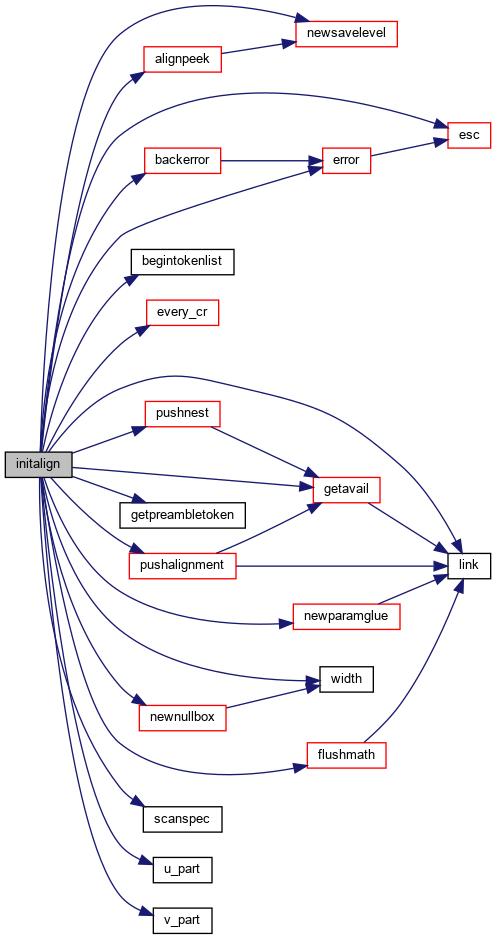 newsavelevel
alignpeek
esc
backerror
error
begintokenlist
every_cr
pushnest
initalign
getavail
getpreambletoken
pushalignment
link
newparamglue
width
newnullbox
flushmath
scanspec
u_part
v_part